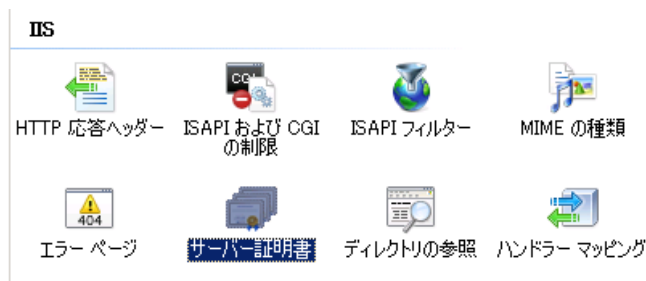 IIS
HTTP 応答ヘッダー
ISAPI および CGI の制限
ISAPI フィルター
MIME の種類
404
エラー ページ
サーバー証明書
ディレクトリの参照
ハンドラー マッピング
CGI